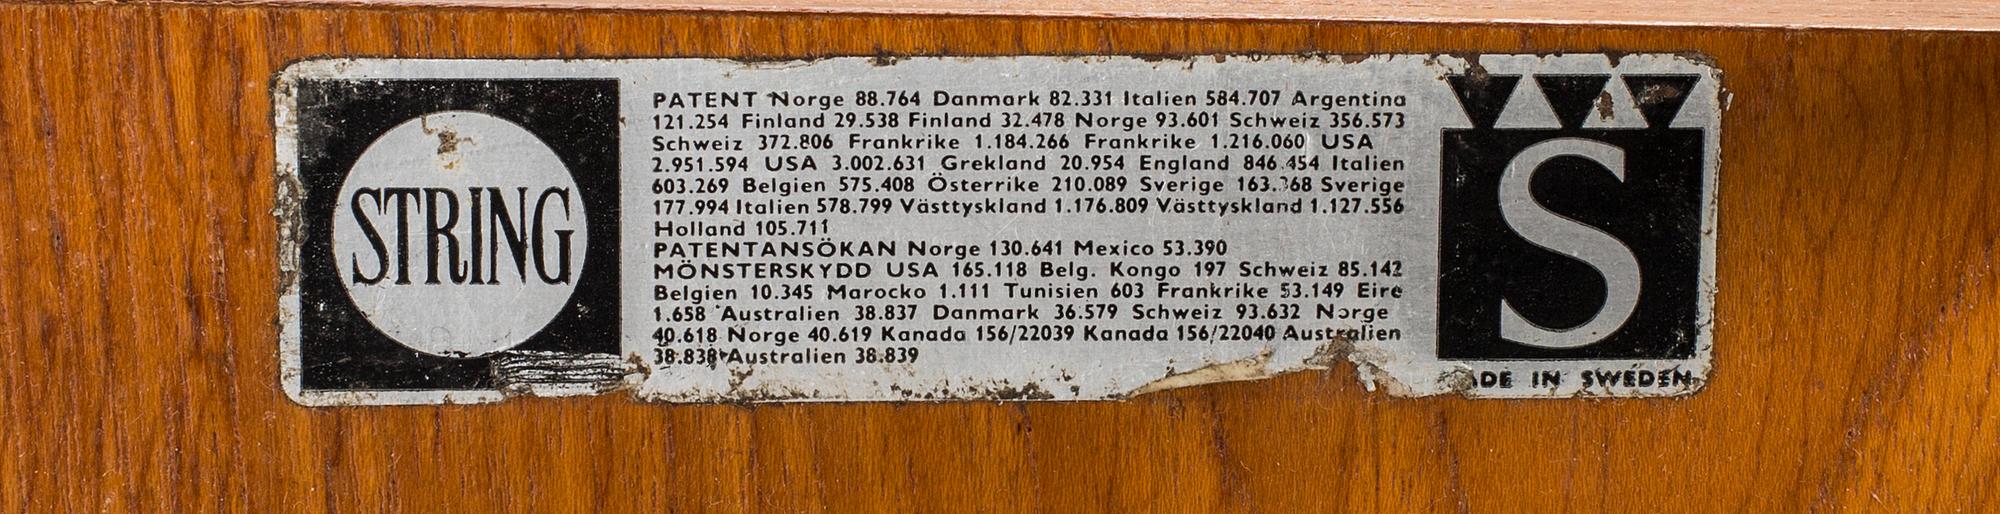 STRING
PATENT Norge 88.764 Danmark 82.331 Italien 584.707 Argentina
121.254 Finland 29.538 Finland 32.478 Norge 93.601 Schweiz 356.573
Schweiz 372.806 Frankrike 1.184.266 Frankrike 1.216.060 USA
2.951.594 USA 3.002.631 Grekland 20.954 England 846.454 Italien
603.269 Belgien 575.408 Österrike 210.089 Sverige Sverige
177.994 Italien 578.799 Västtyskland 1.176.809 Västtyskland 1.127.556
Holland 105.711
PATENTANSÖKAN Norge 130.641 Mexico 53.390
MÖNSTERSKYDD USA 165.118 Belg. Kongo 197 Schweiz 85.142
Belgien 10.345 Marocko 1.111 Tunisien 603 Frankrike 53.149 Eire
1.658 Australien 38.837 Danmark 36.579 Schweiz 93.632 Norge
40.618 Norge 40.619 Kanada 156/22039 Kanada 156/22040 Australien
38.838 Australien 38.839
S
ADE IN SWEDEN